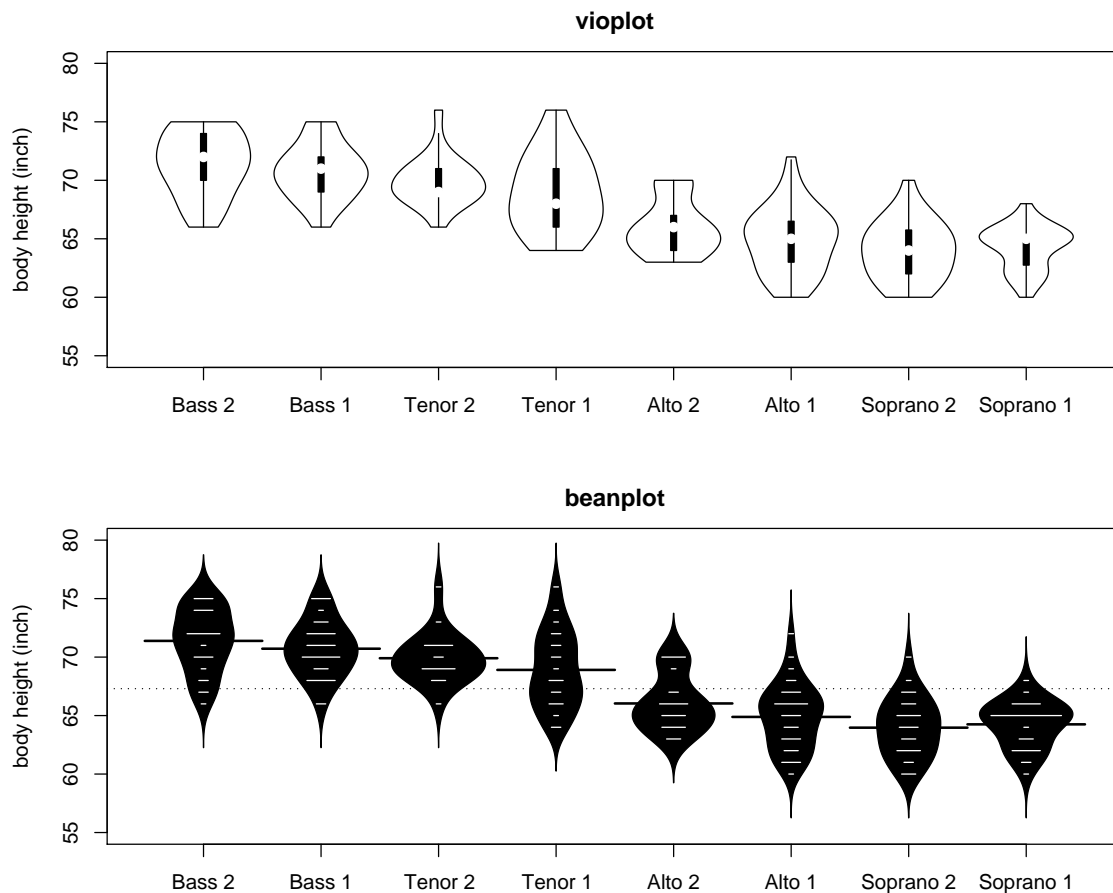 vioplot
body height (inch)
80
75
70
65
60
55
Bass 2 Bass 1 Tenor 2 Tenor 1 Alto 2 Alto 1 Soprano 2 Soprano 1
beanplot
body height (inch)
80
75
70
65
60
55
Bass 2 Bass 1 Tenor 2 Tenor 1 Alto 2 Alto 1 Soprano 2 Soprano 1